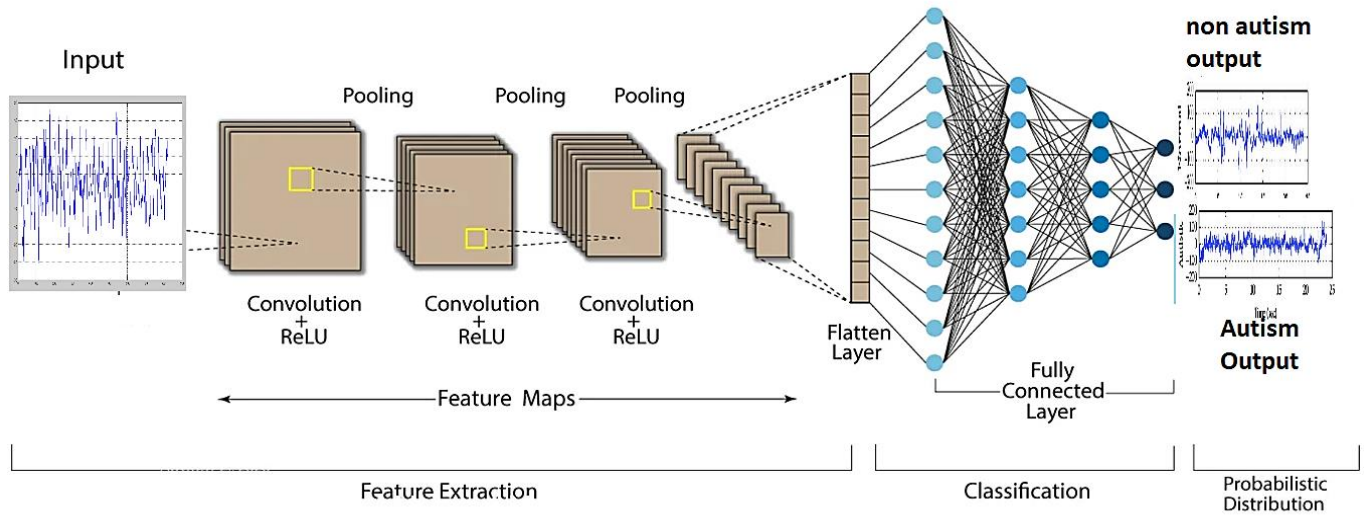 Input
Pooling
Pooling
Pooling
non autism
output
Convolution
+
ReLU
Convolution
+
ReLU
Convolution
+
ReLU
Flatten
Layer
Fully
Connected
Layer
Feature Maps
Autism
Output
Feature Extraction
Classification
Probabilistic
Distribution